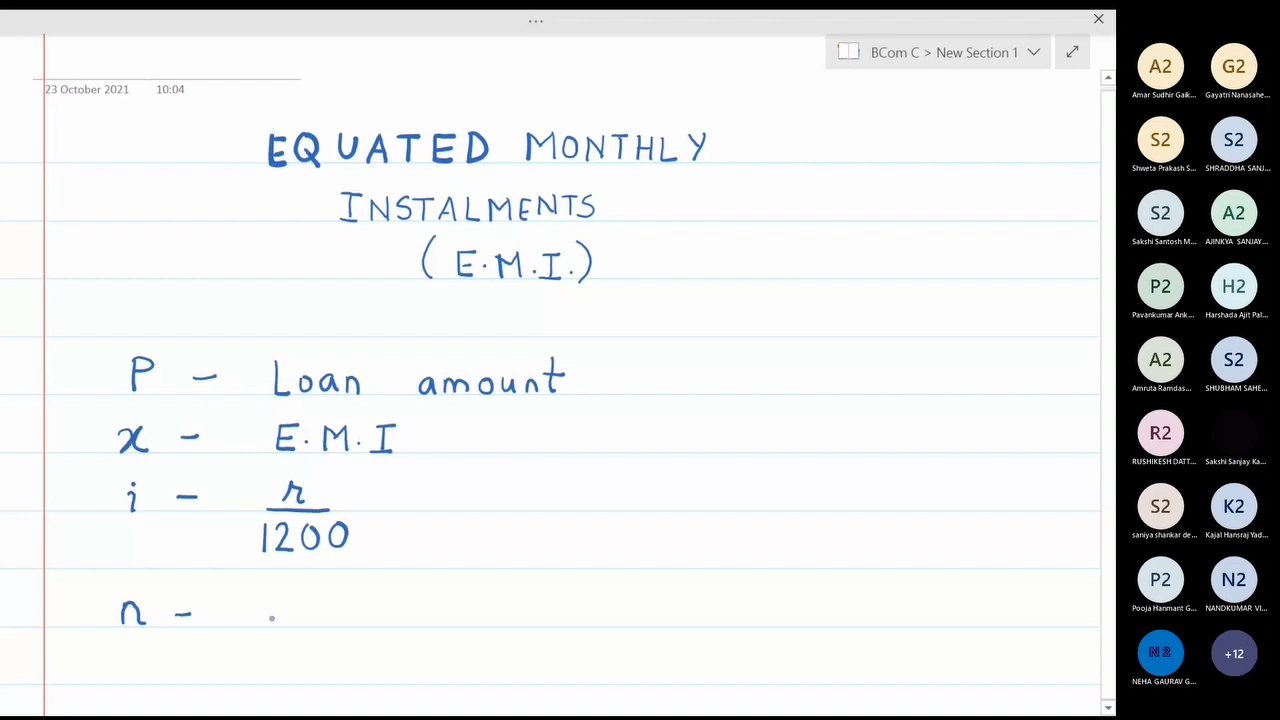 ...
BCom C > New Section 1
23 October 2021 10:04
EQUATED MONTHLY
INSTALMENTS
(E.M.I.)
P - Loan amount
x - E.M.I
i - r
1200
n -
A2 G2
Amar Sudhir Gaik... Gayatri Nanasahe...
S2 S2
Shweta Prakash S... SHRADDHA SANJ...
S2 A2
Sakshi Santosh M... AJINKYA SANJAY...
P2 H2
Pavankumar Ank... Harshada Ajit Pal...
A2 S2
Amruta Ramdas... SHUBHAM SAHE...
R2
RUSHIKESH DATT... Sakshi Sanjay Ka...
S2 K2
saniya shankar de... Kajal Hansraj Yad...
P2 N2
Pooja Hanmant G... NANDKUMAR VI...
N2 +12
NEHA GAURAV G...